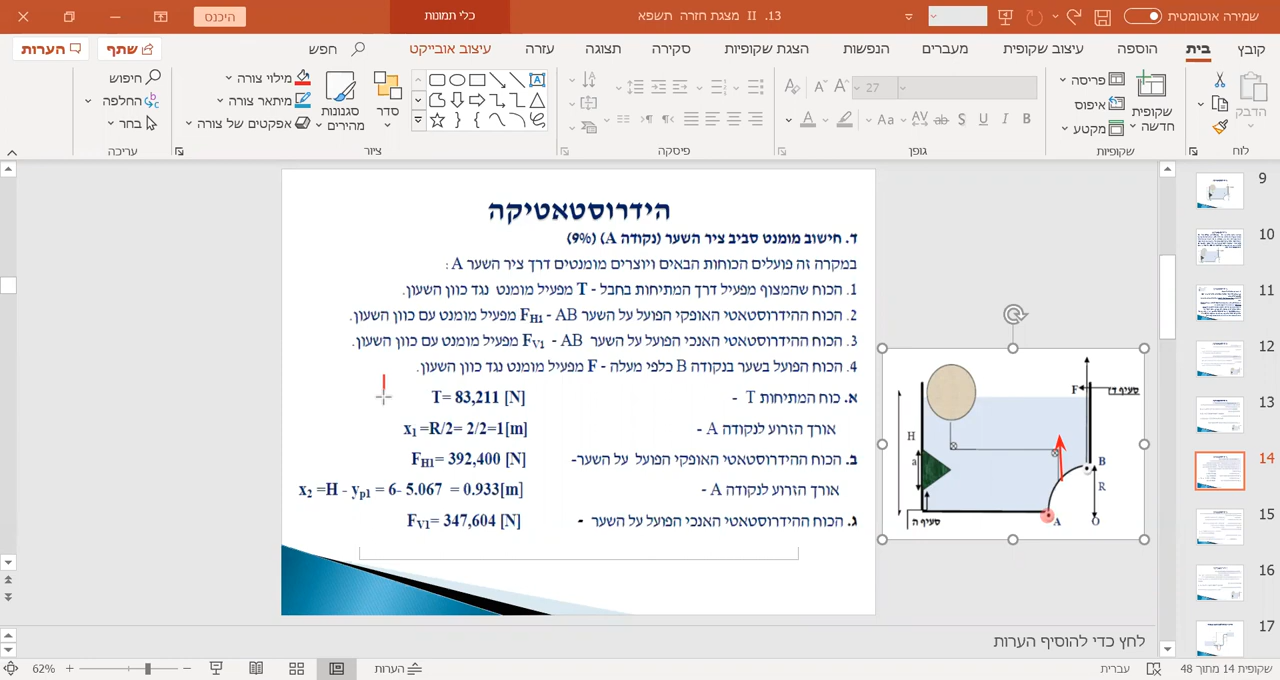 שמירה אוטומטית
13. II מצגת חזרה תשפא
כלי תמונות
היכנס
קובץ
בית
הוספה
עיצוב שקופית
מעברים
הנפשות
הצגת שקופיות
סקירה
תצוגה
עזרה
עיצוב אובייקט
חפש
שתף
הערות
הדבק
לוח
שקופית חדשה
פריסה
איפוס
מקטע
שקופיות
27
גופן
פיסקה
סדר
סגנונות מהירים
מילוי צורה
מיתאר צורה
אפקטים של צורה
ציור
חיפוש
החלפה
בחר
עריכה
הידרוסטאטיקה
ד. חישוב מומנט סביב ציר השער (נקודה A) (9%)
במקרה זה פועלים הכוחות הבאים ויוצרים מומנטים דרך ציר השער A:
1. הכוח שהמצוף מפעיל דרך המתיחות בחבל - T מפעיל מומנט נגד כוון השעון.
2. הכוח ההידרוסטאטי האופקי הפועל על השער FH1 - AB מפעיל מומנט עם כוון השעון.
3. הכוח ההידרוסטאטי האנכי הפועל על השער FV1 - AB מפעיל מומנט עם כוון השעון.
4. הכוח הפועל בשער בנקודה B כלפי מעלה - F מפעיל מומנט נגד כוון השעון.
א. כוח המתיחות T - T= 83,211 [N]
אורך הזרוע לנקודה A - x1 =R/2= 2/2=1[m]
ב. הכוח ההידרוסטאטי האופקי הפועל על השער- FH1= 392,400 [N]
אורך הזרוע לנקודה A - x2 =H - yp1 = 6- 5.067 = 0.933[m]
ג. הכוח ההידרוסטאטי האנכי הפועל על השער - FV1= 347,604 [N]
F
סעיף ד
H
a
B
R
A
O
סעיף ה
9
10
11
12
13
14
15
16
17
לחץ כדי להוסיף הערות
שקופית 14 מתוך 48
עברית
הערות
62%